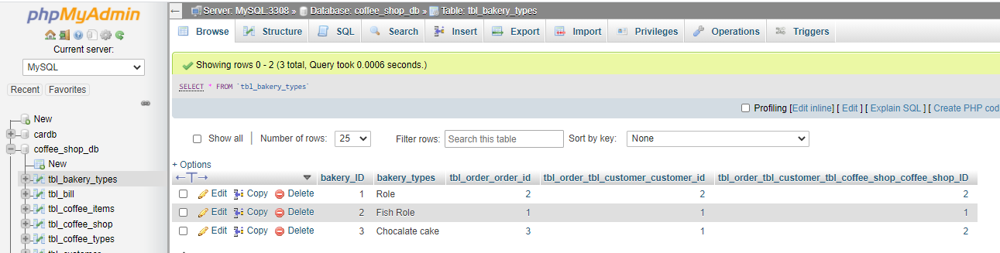 phpMyAdmin
Current server:
MySQL
Recent Favorites
New
cardb
coffee_shop_db
New
tbl_bakery_types
tbl_bill
tbl_coffee_items
tbl_coffee_shop
tbl_coffee_types
Server: MySQL:3308 » Database: coffee_shop_db » Table: tbl_bakery_types
Browse Structure SQL Search Insert Export Import Privileges Operations Triggers
Showing rows 0 - 2 (3 total, Query took 0.0006 seconds.)
SELECT * FROM `tbl_bakery_types`
Profiling [Edit inline] [ Edit ] [ Explain SQL ] [ Create PHP cod
Show all Number of rows: 25 Filter rows: Search this table Sort by key: None
+ Options
bakery_ID bakery_types tbl_order_order_id tbl_order_tbl_customer_customer_id tbl_order_tbl_customer_tbl_coffee_shop_coffee_shop_ID
Edit Copy Delete 1 Role 2 2 2
Edit Copy Delete 2 Fish Role 1 1 1
Edit Copy Delete 3 Chocalate cake 3 1 2